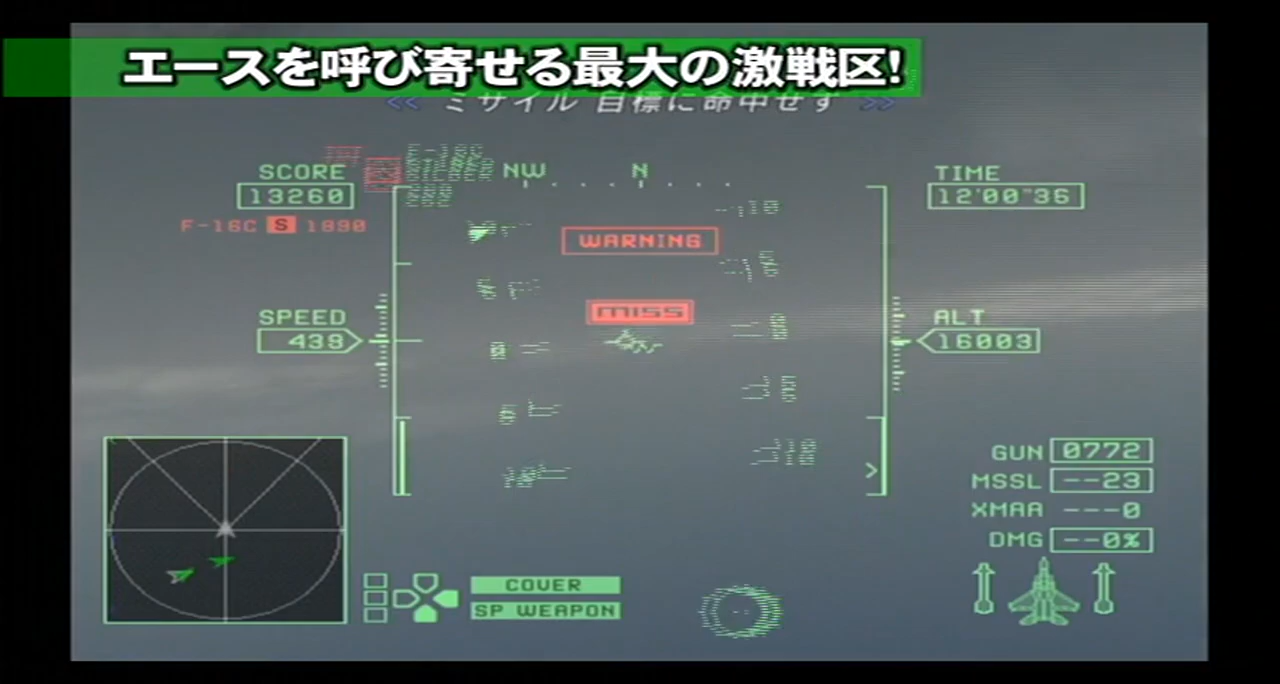 エースを呼び寄せる最大の激戦区!
<< ミサイル 目標に命中せず >>
SCORE
13260
F-16C S 1890
NW N
TIME
12'00"36
WARNING
MISS
SPEED
439
ALT
16003
GUN 0772
MSSL --23
XMAA ---0
DMG --0%
COVER
SP WEAPON